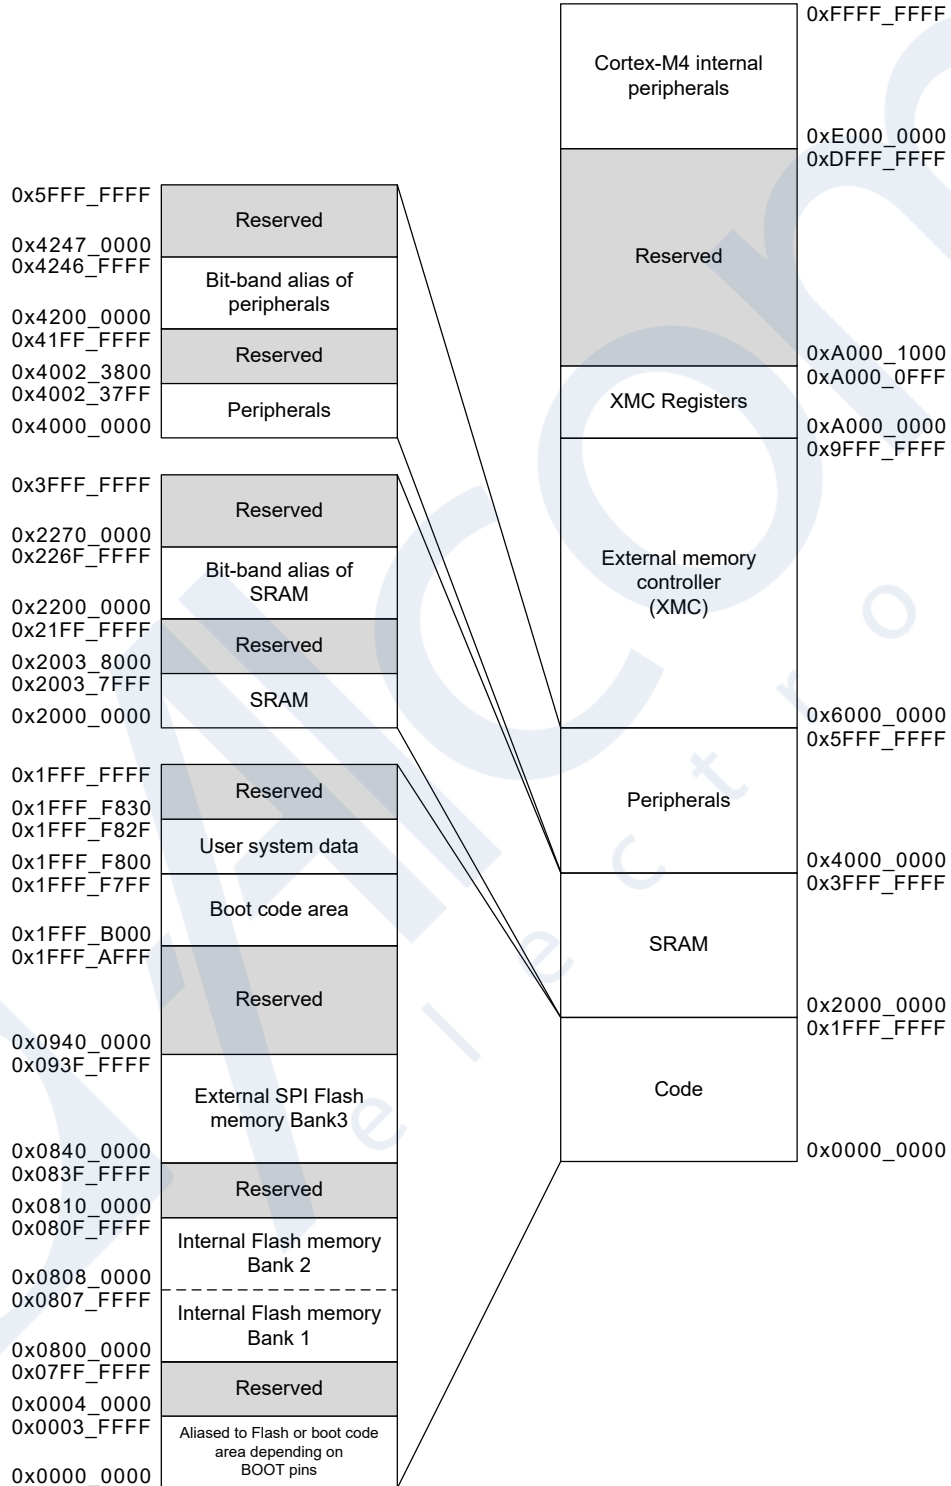 0xFFFF_FFFF
Cortex-M4 internal
peripherals
0xE000_0000
0xDFFF_FFFF
Reserved
0xA000_1000
0xA000_0FFF
XMC Registers
0xA000_0000
0x9FFF_FFFF
External memory
controller
(XMC)
0x6000_0000
0x5FFF_FFFF
Peripherals
0x4000_0000
0x3FFF_FFFF
SRAM
0x2000_0000
0x1FFF_FFFF
Code
0x0000_0000
0x5FFF_FFFF
Reserved
0x4247_0000
0x4246_FFFF
Bit-band alias of
peripherals
0x4200_0000
0x41FF_FFFF
Reserved
0x4002_3800
0x4002_37FF
Peripherals
0x4000_0000
0x3FFF_FFFF
Reserved
0x2270_0000
0x226F_FFFF
Bit-band alias of
SRAM
0x2200_0000
0x21FF_FFFF
Reserved
0x2003_8000
0x2003_7FFF
SRAM
0x2000_0000
0x1FFF_FFFF
Reserved
0x1FFF_F830
0x1FFF_F82F
User system data
0x1FFF_F800
0x1FFF_F7FF
Boot code area
0x1FFF_B000
0x1FFF_AFFF
Reserved
0x0940_0000
0x093F_FFFF
External SPI Flash
memory Bank3
0x0840_0000
0x083F_FFFF
Reserved
0x0810_0000
0x080F_FFFF
Internal Flash memory
Bank 2
0x0808_0000
0x0807_FFFF
Internal Flash memory
Bank 1
0x0800_0000
0x07FF_FFFF
Reserved
0x0004_0000
0x0003_FFFF
Aliased to Flash or boot code
area depending on
BOOT pins
0x0000_0000